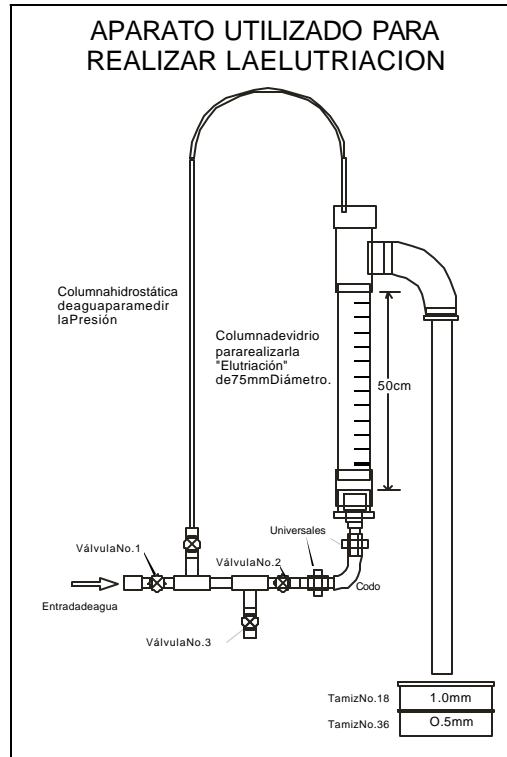 APARATO UTILIZADO PARA
REALIZAR LAELUTRIACION
Columnahidrostática
deaguaparamedir
laPresión
Columnadevidrio
pararealizarla
"Elutriación"
de75mmDiámetro.
50cm
Universales
VálvulaNo.1
VálvulaNo.2
Codo
Entradadeagua
VálvulaNo.3
TamizNo.18
1.0mm
TamizNo.36
O.5mm